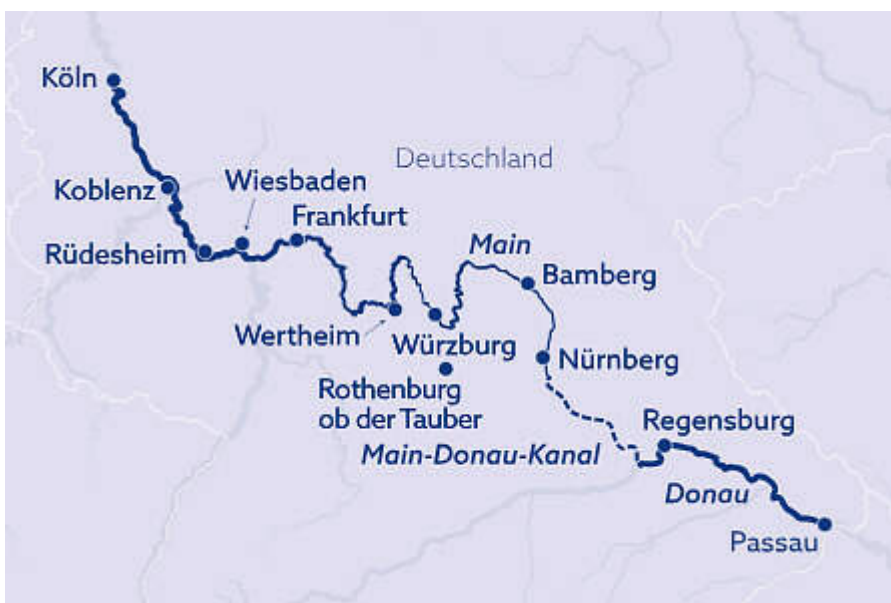 Köln
Deutschland
Koblenz
Wiesbaden
Frankfurt
Rüdesheim
Main
Bamberg
Wertheim
Würzburg
Nürnberg
Rothenburg
ob der Tauber
Regensburg
Main-Donau-Kanal
Donau
Passau